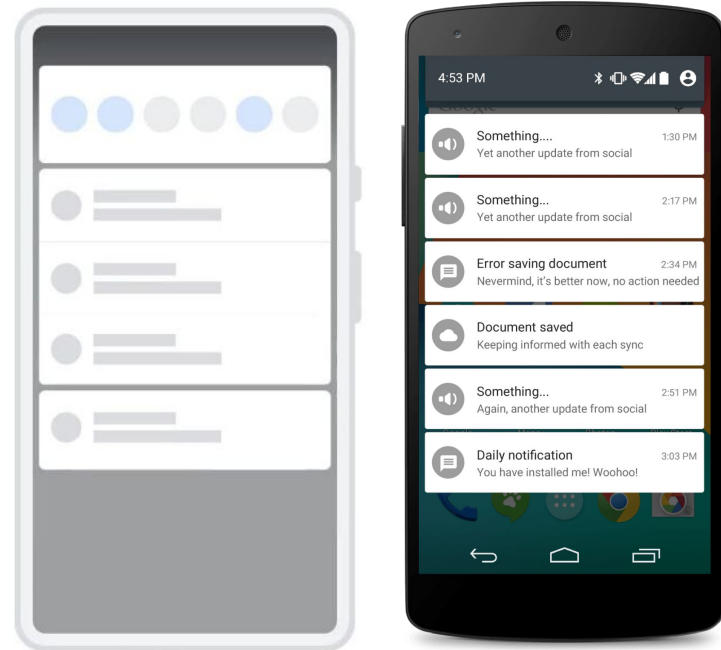 4:53 PM
Google
Something....
1:30 PM
Yet another update from social
Something...
2:17 PM
Yet another update from social
Error saving document
2:34 PM
Nevermind, it's better now, no action needed
Document saved
Keeping informed with each sync
Something...
2:51 PM
Again, another update from social
Daily notification
3:03 PM
You have installed me! Woohoo!